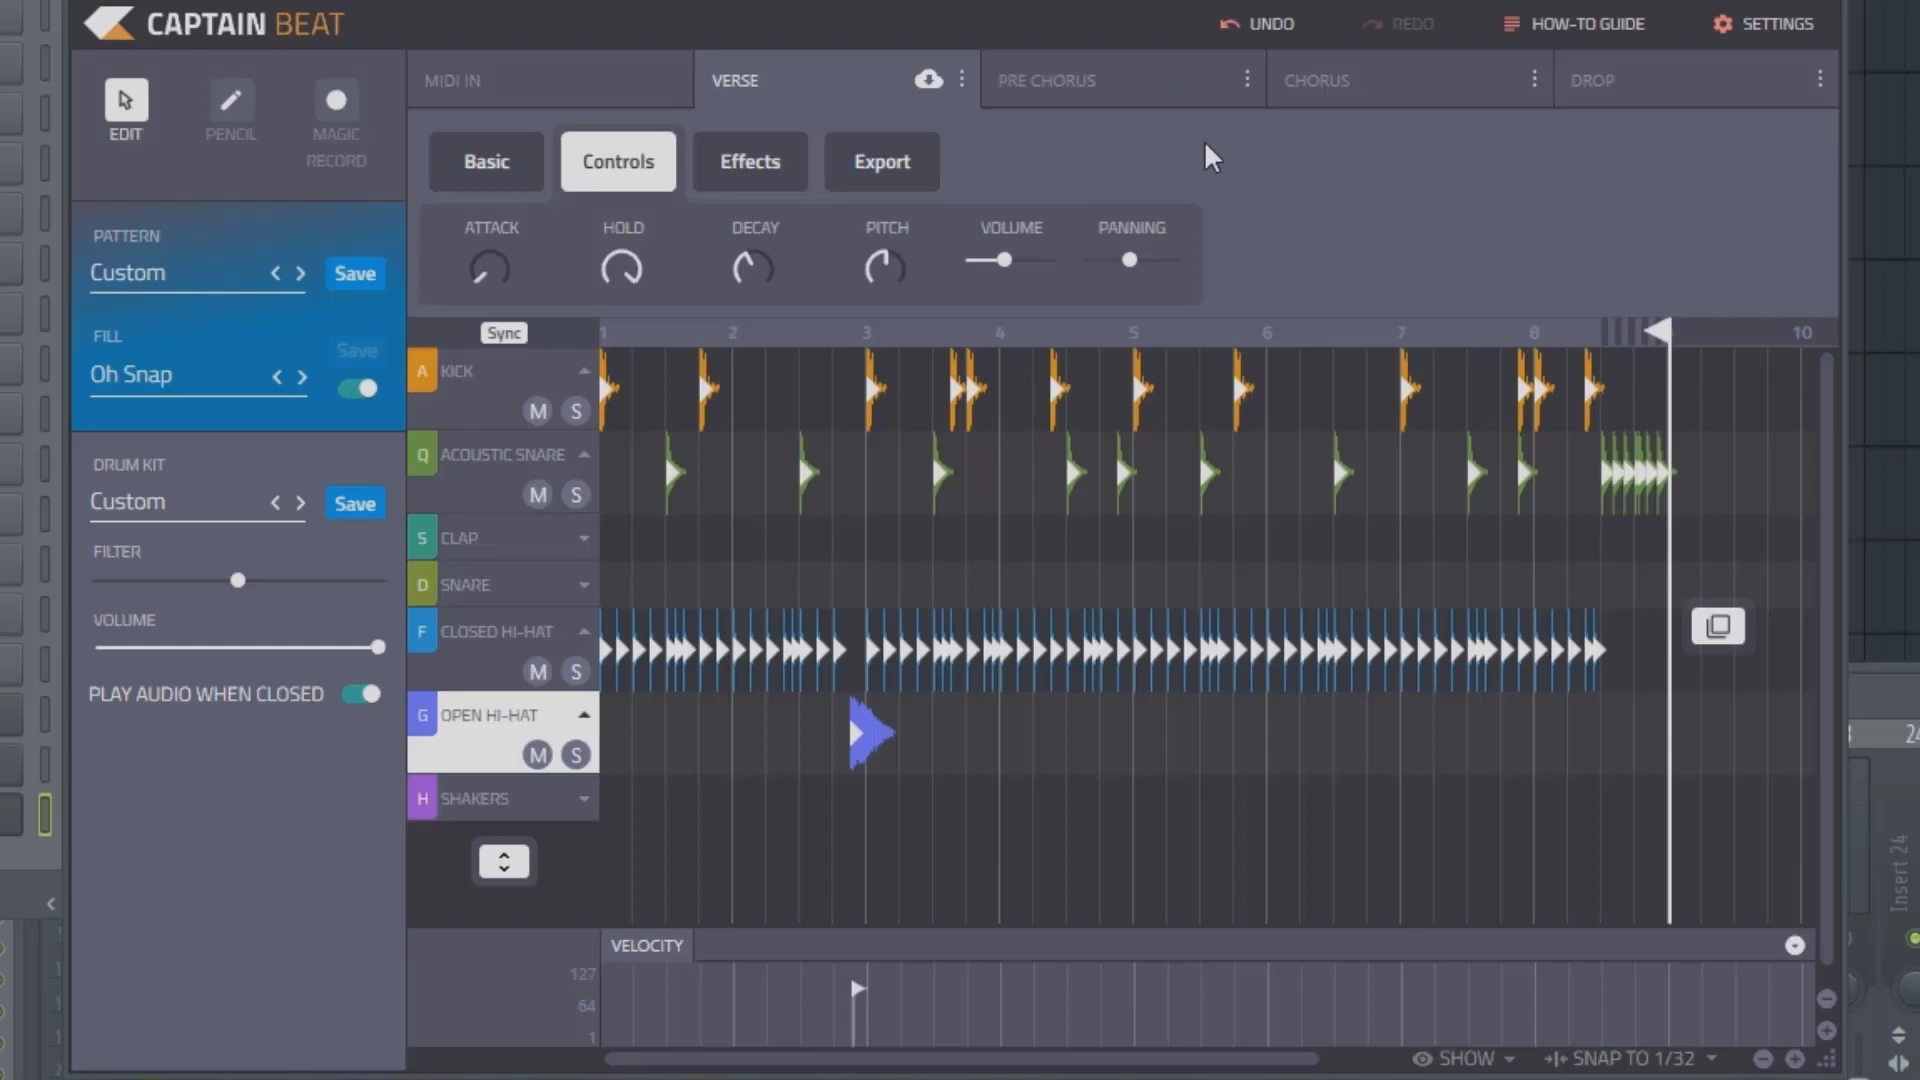 CAPTAIN BEAT
UNDO
REDO
HOW-TO GUIDE
SETTINGS
EDIT
PENCIL
MAGIC RECORD
MIDI IN
VERSE
PRE CHORUS
CHORUS
DROP
Basic
Controls
Effects
Export
ATTACK
HOLD
DECAY
PITCH
VOLUME
PANNING
PATTERN
Custom
Save
FILL
Save
Oh Snap
DRUM KIT
Custom
Save
FILTER
VOLUME
PLAY AUDIO WHEN CLOSED
Sync
1 2 3 4 5 6 7 8 10
A KICK
M S
Q ACOUSTIC SNARE
M S
S CLAP
D SNARE
F CLOSED HI-HAT
M S
G OPEN HI-HAT
M S
H SHAKERS
VELOCITY
127
64
1
SHOW
SNAP TO 1/32
24
Insert 24